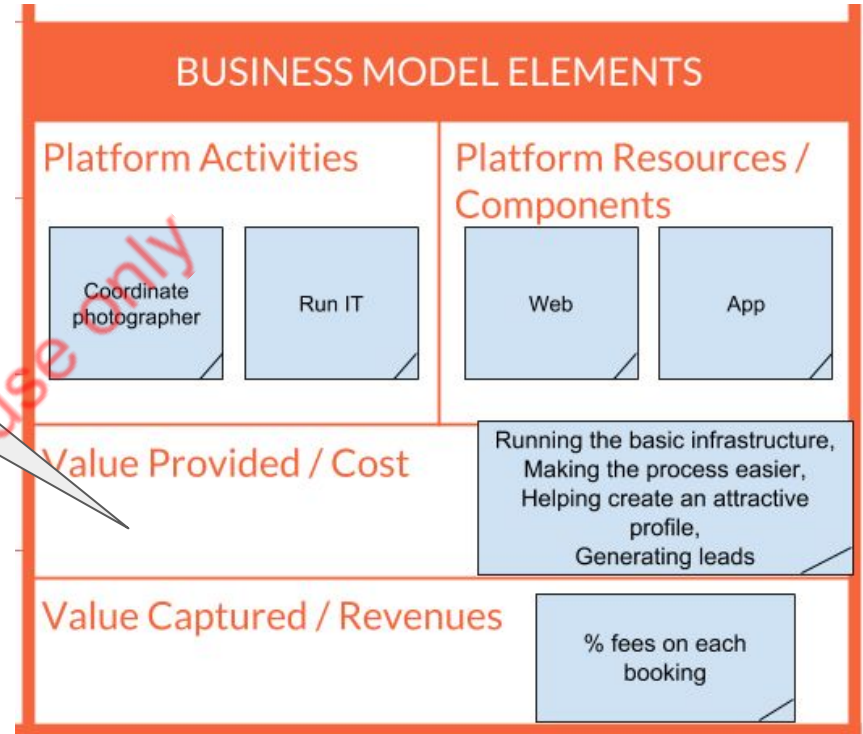 BUSINESS MODEL ELEMENTS
Platform Activities
Platform Resources /
Components
Coordinate
photographer
Run IT
Web
App
use only
Value Provided / Cost
Running the basic infrastructure,
Making the process easier,
Helping create an attractive
profile,
Generating leads
Value Captured / Revenues
% fees on each
booking